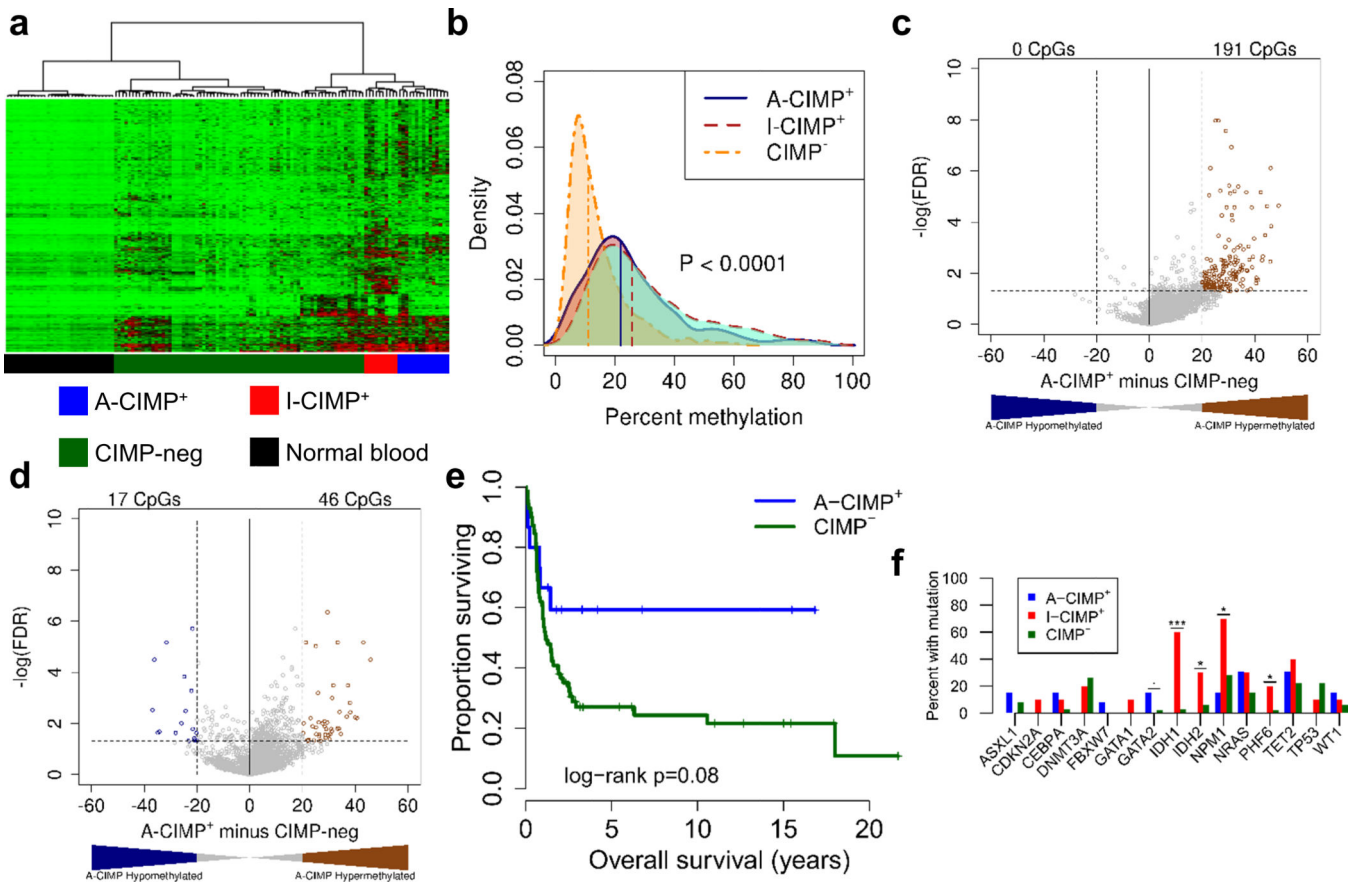 a
A-CIMP+
I-CIMP+
CIMP-neg
Normal blood
b
0.08
0.06
0.04
0.02
0.00
Density
A-CIMP+
I-CIMP+
CIMP-
P < 0.0001
0 20 40 60 80 100
Percent methylation
c
0 CpGs 191 CpGs
10
8
6
4
2
0
-log(FDR)
-60 -40 -20 0 20 40 60
A-CIMP+ minus CIMP-neg
A-CIMP Hypomethylated A-CIMP Hypermethylated
d
17 CpGs 46 CpGs
10
8
6
4
2
0
-log(FDR)
-60 -40 -20 0 20 40 60
A-CIMP+ minus CIMP-neg
A-CIMP Hypomethylated A-CIMP Hypermethylated
e
1.0
0.8
0.6
0.4
0.2
0.0
Proportion surviving
A-CIMP+
CIMP-
log-rank p=0.08
0 5 10 15 20
Overall survival (years)
f
100
80
60
40
20
0
Percent with mutation
A-CIMP+
I-CIMP+
CIMP-
***
*
*
*
.
ASXL1
CDKN2A
CEBPA
DNMT3A
FBXW7
GATA1
GATA2
IDH1
IDH2
NPM1
NRAS
PHF6
TET2
TP53
WT1